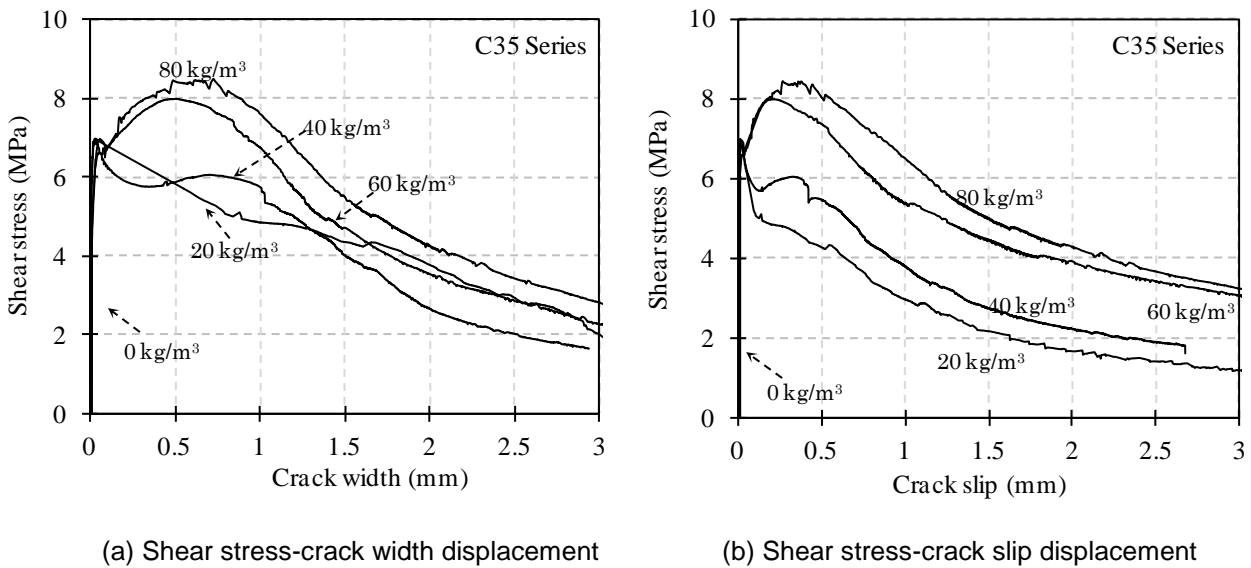 10
8
6
4
2
0
Shear stress (MPa)
C35 Series
80 kg/m³
40 kg/m³
60 kg/m³
20 kg/m³
0 kg/m³
0 0.5 1 1.5 2 2.5 3
Crack width (mm)
(a) Shear stress-crack width displacement
10
8
6
4
2
0
Shear stress (MPa)
C35 Series
80 kg/m³
40 kg/m³
60 kg/m³
20 kg/m³
0 kg/m³
0 0.5 1 1.5 2 2.5 3
Crack slip (mm)
(b) Shear stress-crack slip displacement